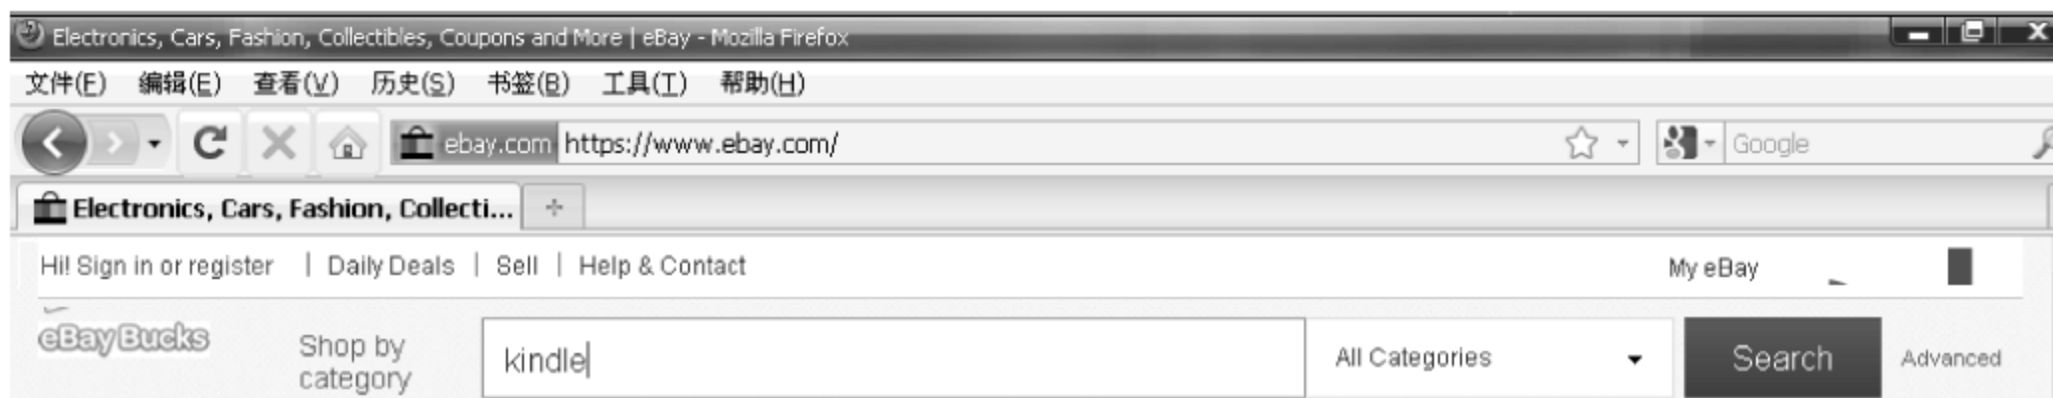 Electronics, Cars, Fashion, Collectibles, Coupons and More | eBay - Mozilla Firefox
文件(F) 编辑(E) 查看(V) 历史(S) 书签(B) 工具(T) 帮助(H)
ebay.com https://www.ebay.com/ Google
Electronics, Cars, Fashion, Collecti...
Hi! Sign in or register | Daily Deals | Sell | Help & Contact My eBay
eBay Bucks Shop by category kindle All Categories Search Advanced